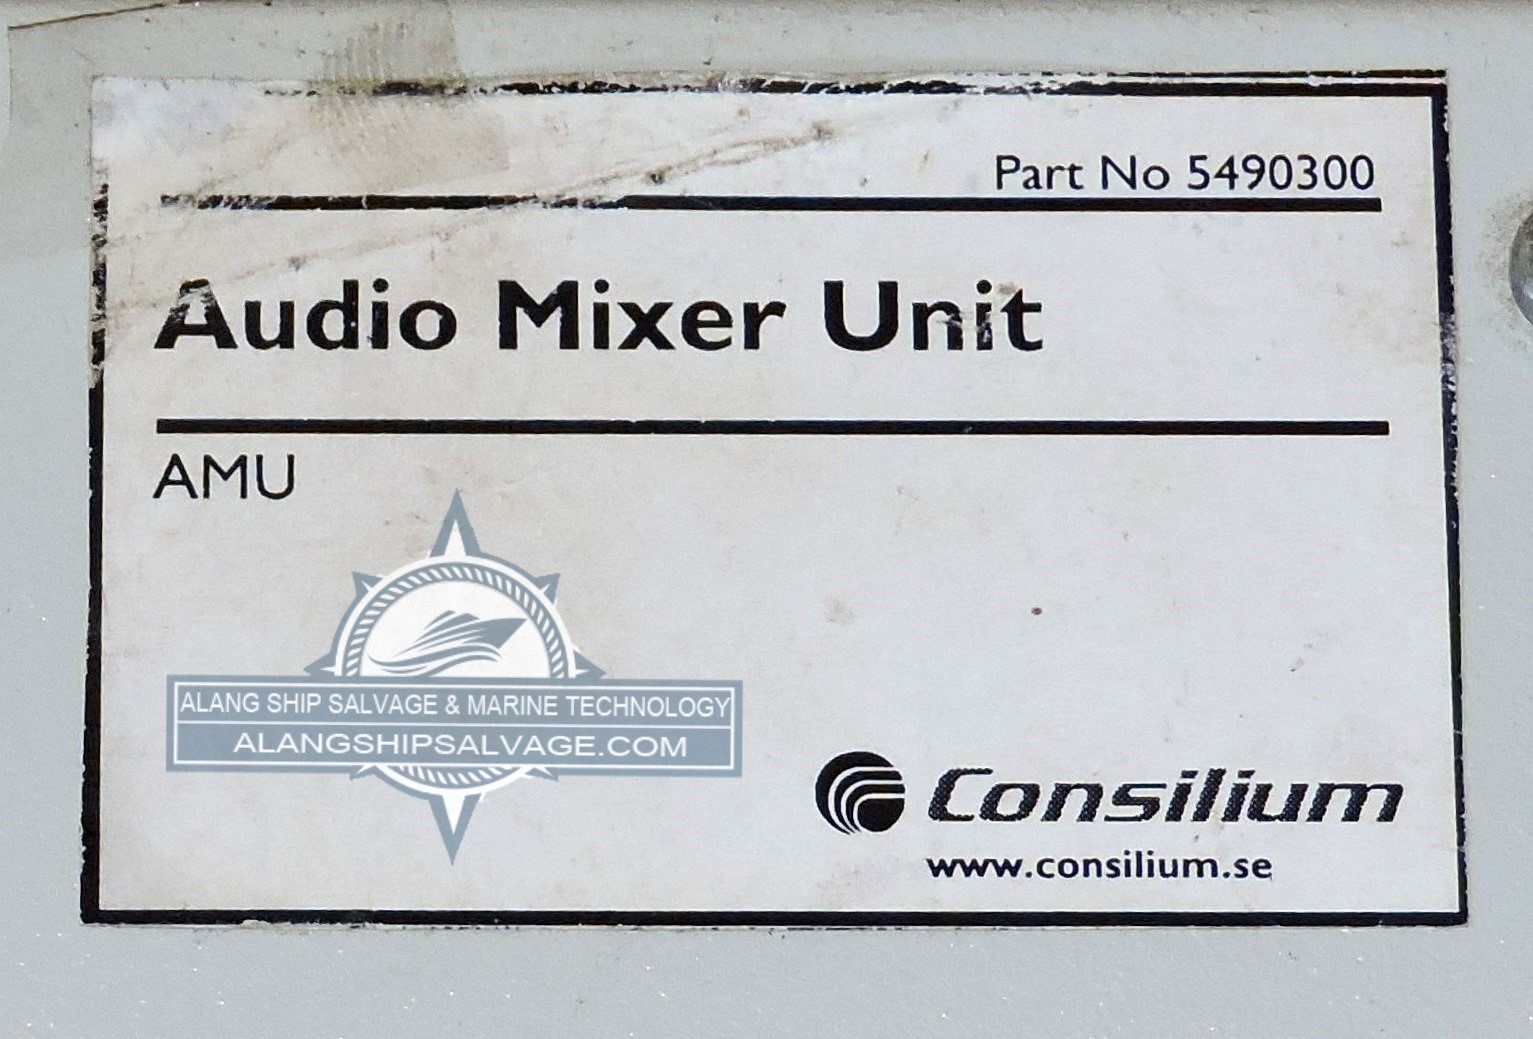 Part No 5490300
Audio Mixer Unit
AMU
ALANG SHIP SALVAGE & MARINE TECHNOLOGY
ALANGSHIPSALVAGE.COM
Consilium
www.consilium.se